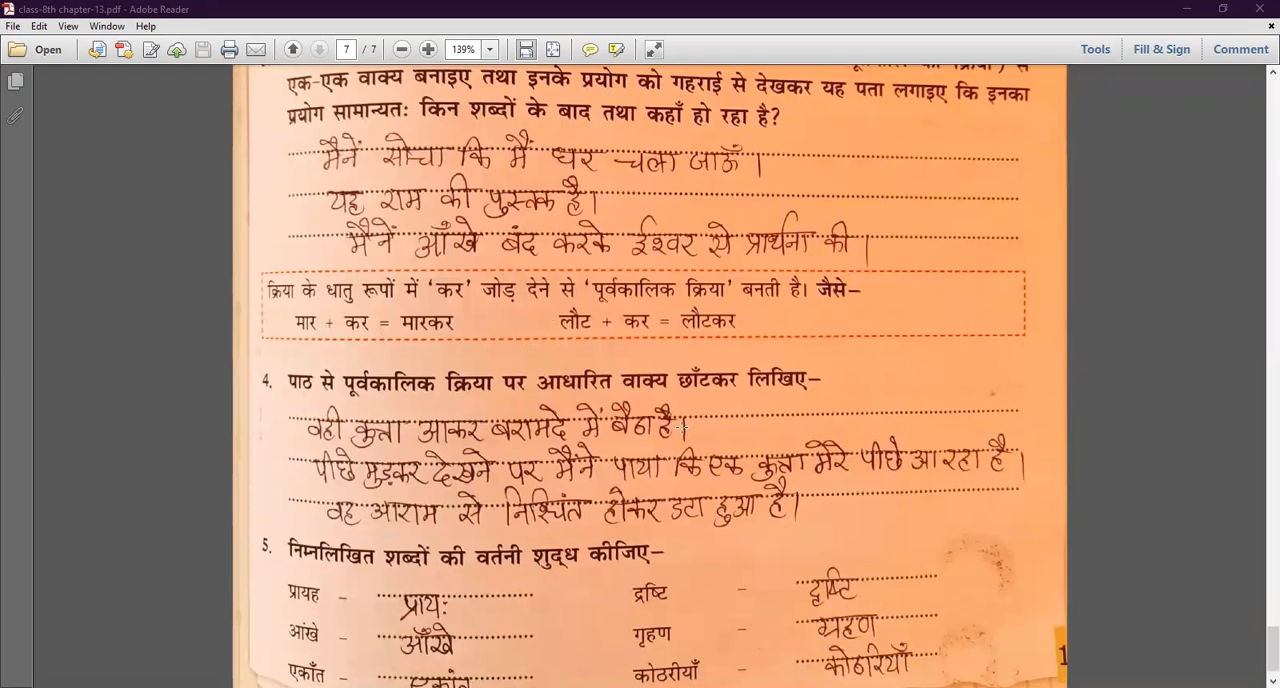 class-8th chapter-13.pdf - Adobe Reader
File Edit View Window Help
Open 7 / 7 139% Tools Fill & Sign Comment
एक-एक वाक्य बनाइए तथा इनके प्रयोग को गहराई से देखकर यह पता लगाइए कि इनका
प्रयोग सामान्यतः किन शब्दों के बाद तथा कहाँ हो रहा है?
मैनें सोचा कि मैं घर चला जाऊँ।
यह राम की पुस्तक है।
मैनें आँखे बंद करके ईश्वर से प्रार्थना की।
क्रिया के धातु रूपों में 'कर' जोड़ देने से 'पूर्वकालिक क्रिया' बनती है। जैसे–
मार + कर = मारकर लौट + कर = लौटकर
4. पाठ से पूर्वकालिक क्रिया पर आधारित वाक्य छाँटकर लिखिए–
वही कुत्ता आकर बरामदे में बैठा है।
पीछे मुड़कर देखने पर मैंने पाया कि एक कुत्ता मेरे पीछे आ रहा है।
वह आराम से निश्चिंत होकर डटा हुआ है।
5. निम्नलिखित शब्दों की वर्तनी शुद्ध कीजिए–
प्रायह – प्रायः द्रष्टि – दृष्टि
आंखे – आँखे गृहण – ग्रहण
एकाँत – एकांत कोठरीयाँ – कोठरियाँ